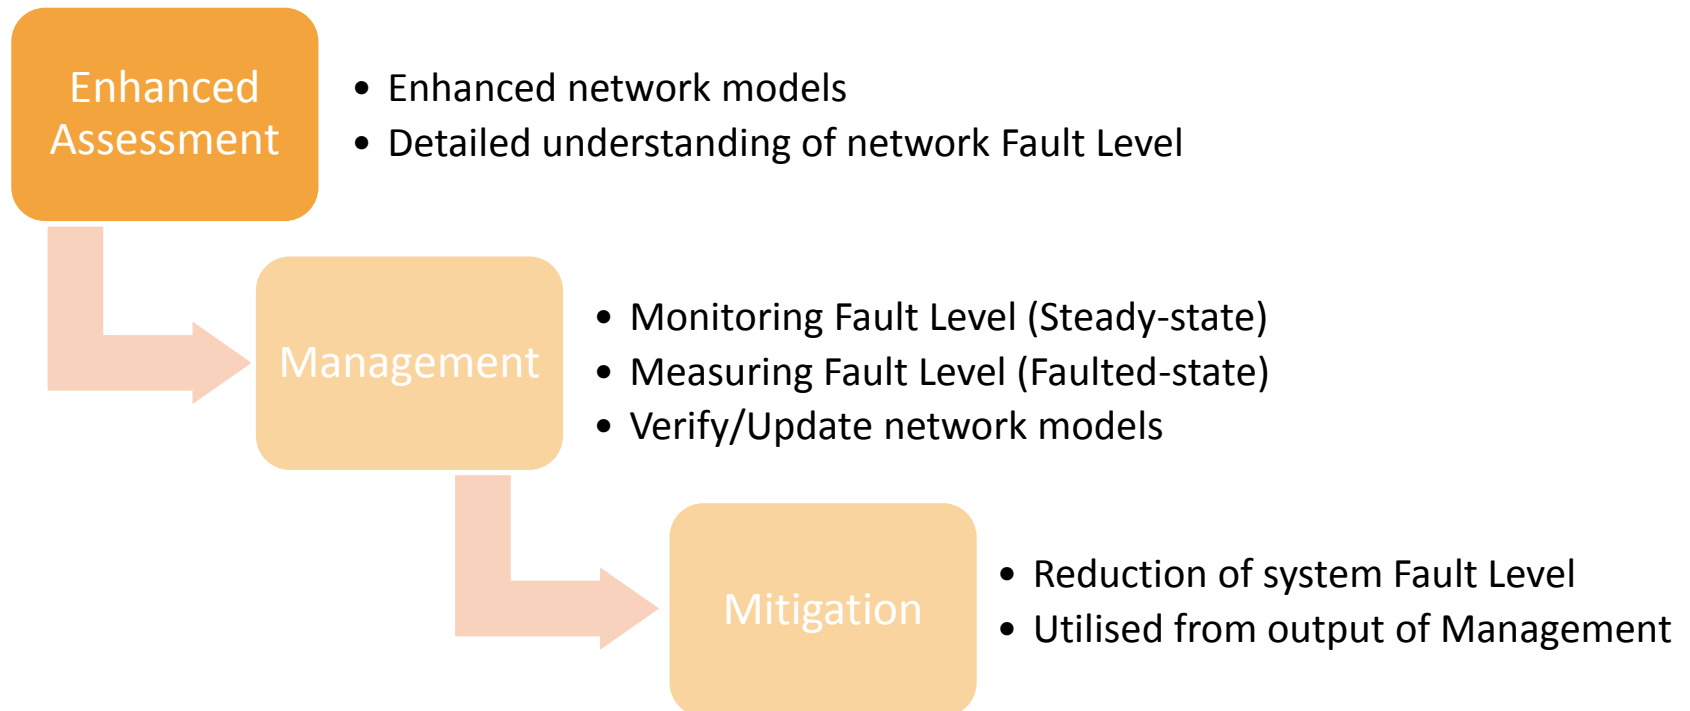 Enhanced
Assessment
• Enhanced network models
• Detailed understanding of network Fault Level
Management
• Monitoring Fault Level (Steady-state)
• Measuring Fault Level (Faulted-state)
• Verify/Update network models
Mitigation
• Reduction of system Fault Level
• Utilised from output of Management